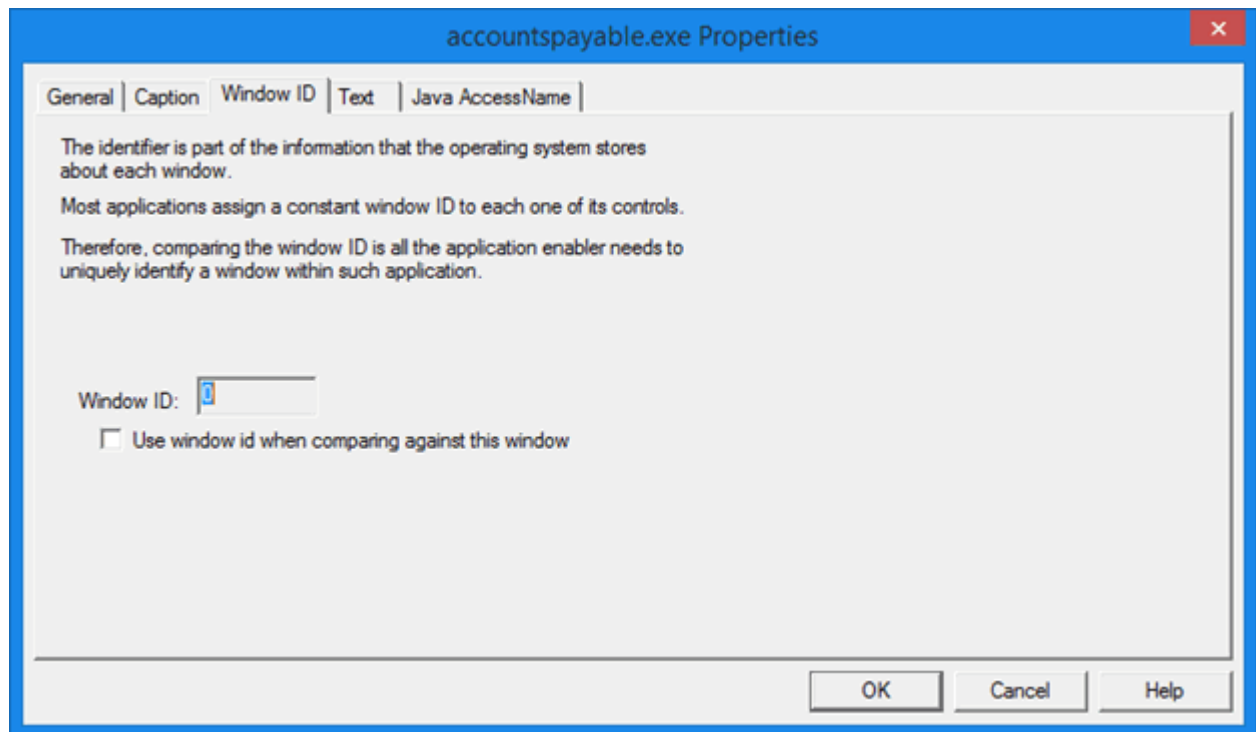 accountspayable.exe Properties
General Caption Window ID Text Java AccessName
The identifier is part of the information that the operating system stores
about each window.
Most applications assign a constant window ID to each one of its controls.
Therefore, comparing the window ID is all the application enabler needs to
uniquely identify a window within such application.
Window ID: 0
Use window id when comparing against this window
OK Cancel Help